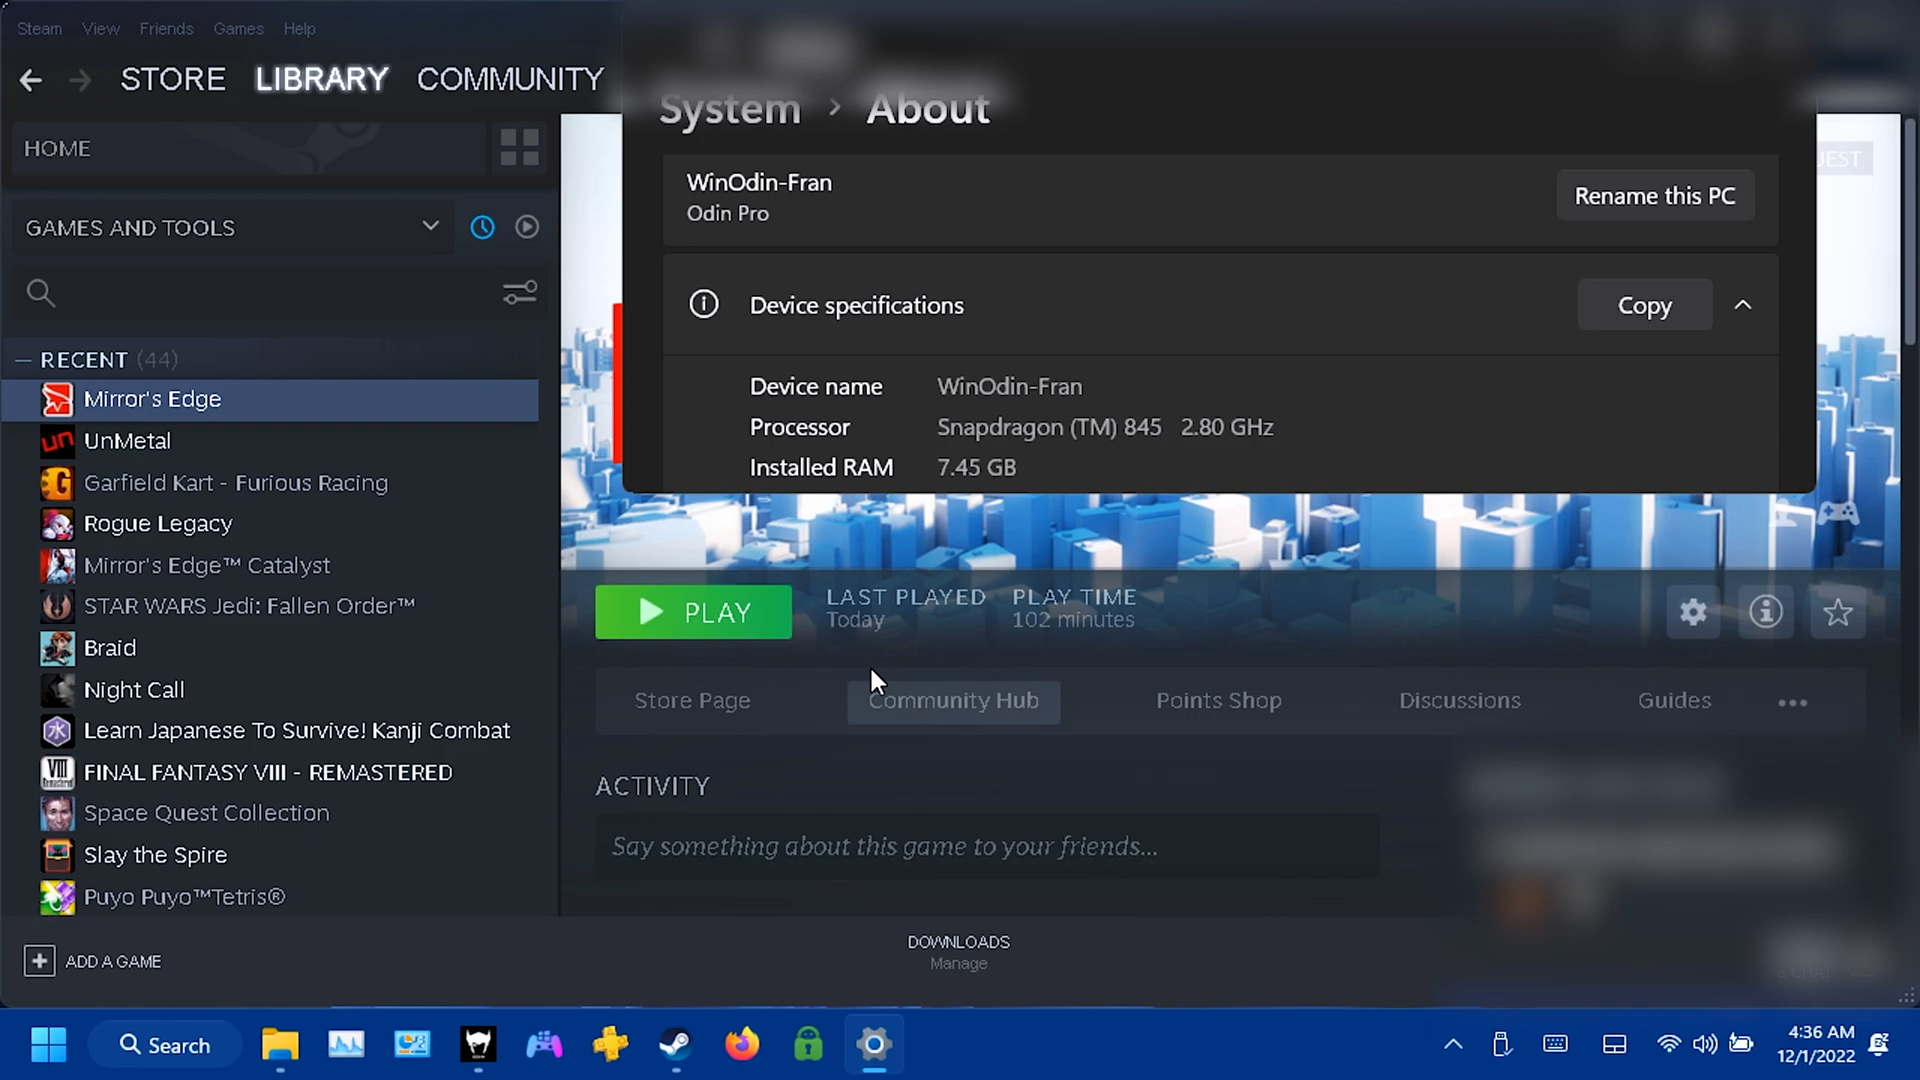 Steam View Friends Games Help
STORE LIBRARY COMMUNITY
HOME
GAMES AND TOOLS
RECENT (44)
Mirror's Edge
UnMetal
Garfield Kart - Furious Racing
Rogue Legacy
Mirror's Edge™ Catalyst
STAR WARS Jedi: Fallen Order™
Braid
Night Call
Learn Japanese To Survive! Kanji Combat
FINAL FANTASY VIII - REMASTERED
Space Quest Collection
Slay the Spire
Puyo Puyo™Tetris®
ADD A GAME
System > About
WinOdin-Fran
Odin Pro
Rename this PC
Device specifications
Copy
Device name WinOdin-Fran
Processor Snapdragon (TM) 845 2.80 GHz
Installed RAM 7.45 GB
PLAY
LAST PLAYED
Today
PLAY TIME
102 minutes
Store Page Community Hub Points Shop Discussions Guides
ACTIVITY
Say something about this game to your friends...
DOWNLOADS
Manage
Search
4:36 AM
12/1/2022